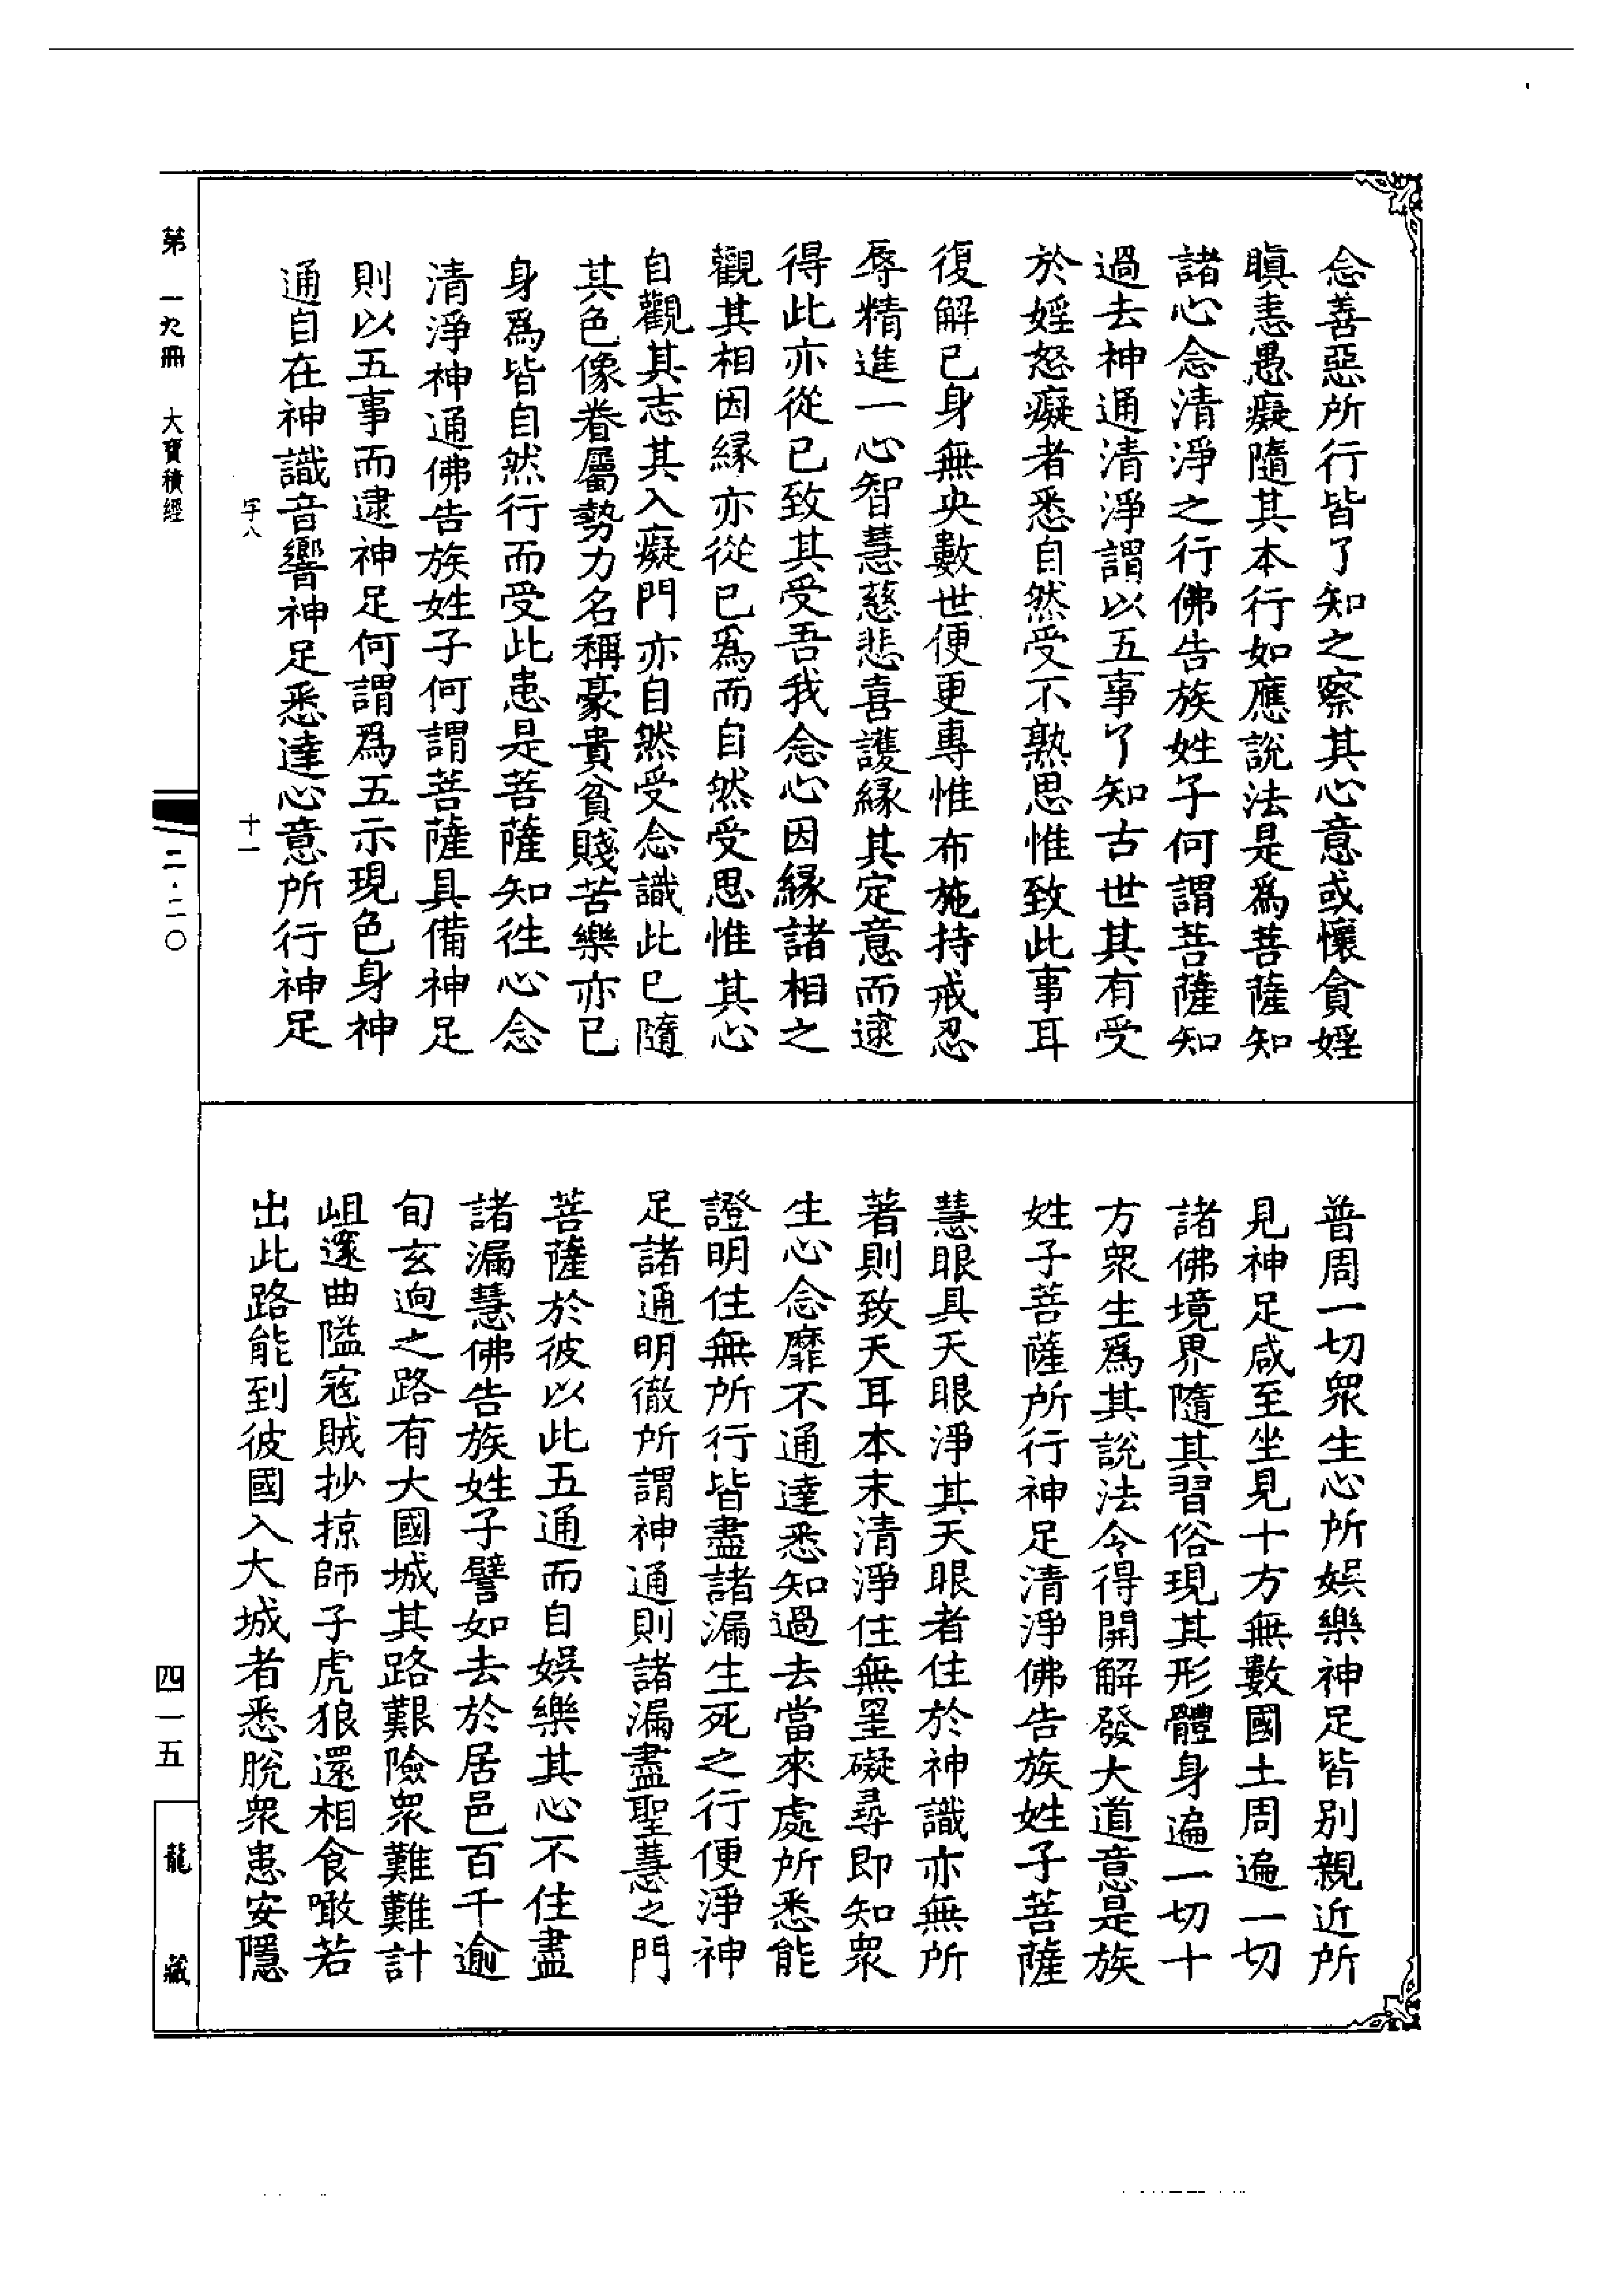 念善惡所行皆了知之察其心意或懷貪婬
瞋恚愚癡隨其本行如應說法是爲菩薩知
諸心念清淨之行佛告族姓子何謂菩薩知
過去神通清淨謂以五事了知古世其有受
於婬怒癡者悉自然受不熟思惟致此事耳
復解已身無央數世便更專惟布施持戒忍
辱精進一心智慧慈悲喜護緣其定意而逮
得此亦從已致其受吾我念心因緣諸相之
觀其相因緣亦從已爲而自然受思惟其心
自觀其志其入癡門亦自然受念識此已隨
其色像眷屬勢力名稱豪貴貧賤苦樂亦已
身爲皆自然行而受此患是菩薩知往心念
清淨神通佛告族姓子何謂菩薩具備神足
則以五事而逮神足何謂爲五示現色身神
通自在神識音響神足悉達心意所行神足
字八 十一
普周一切衆生心所娛樂神足皆別親近所
見神足咸至坐見十方無數國土周遍一切
諸佛境界隨其習俗現其形體身遍一切十
方衆生爲其說法令得開解發大道意是族
姓子菩薩所行神足清淨佛告族姓子菩薩
慧眼具天眼淨其天眼者住於神識亦無所
著則致天耳本末清淨住無罣礙尋即知衆
生心念靡不通達悉知過去當來處所悉能
證明住無所行皆盡諸漏生死之行便淨神
足諸通明徹所謂神通則諸漏盡聖慧之門
菩薩於彼以此五通而自娛樂其心不住盡
諸漏慧佛告族姓子譬如去於居邑百千逾
旬玄逈之路有大國城其路艱險衆難難計
岨邃曲隘寇賊抄掠師子虎狼還相食噉若
出此路能到彼國入大城者悉脫衆患安隱
第一九冊 大寶積經
二·二〇
四一五
龍藏